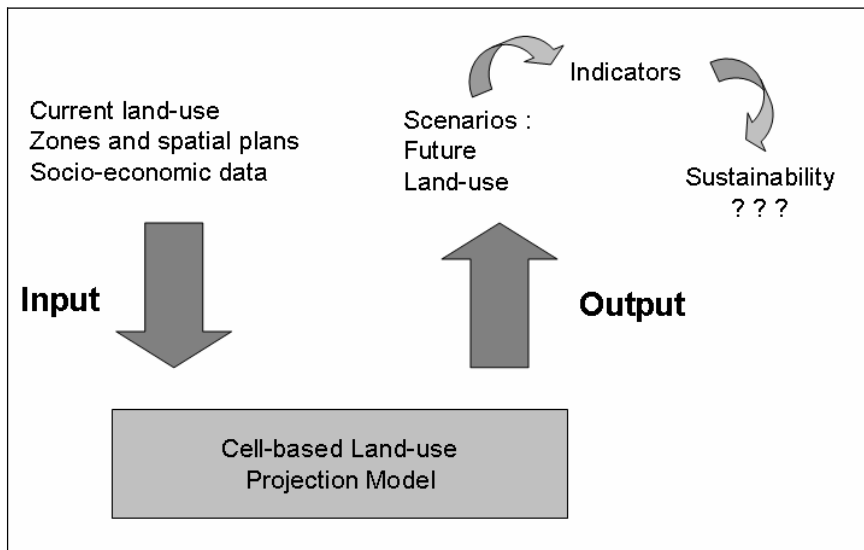 Current land-use
Zones and spatial plans
Socio-economic data
Input
Cell-based Land-use
Projection Model
Scenarios :
Future
Land-use
Output
Indicators
Sustainability
? ? ?